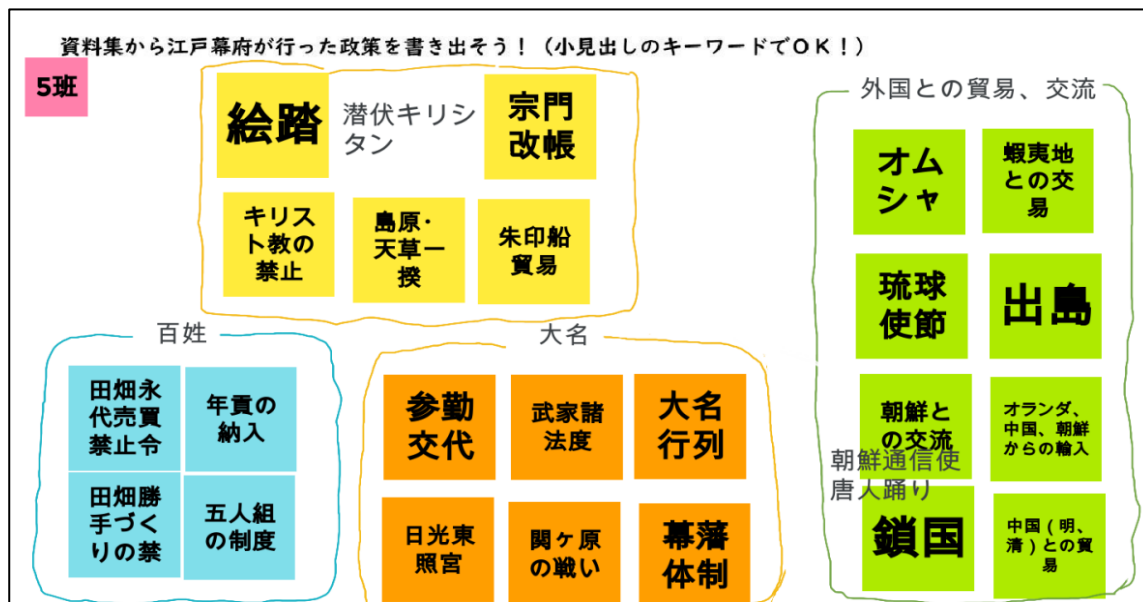 資料集から江戸幕府が行った政策を書き出そう！（小見出しのキーワードでOK！）
5班
絵踏
潜伏キリシ
タン
宗門
改帳
キリス
ト教の
禁止
島原・
天草一
揆
朱印船
貿易
百姓
田畑永
代売買
禁止令
年貢の
納入
田畑勝
手づく
りの禁
五人組
の制度
大名
参勤
交代
武家諸
法度
大名
行列
日光東
照宮
関ヶ原
の戦い
幕藩
体制
外国との貿易、交流
オム
シャ
蝦夷地
との交
易
琉球
使節
出島
朝鮮と
の交流
オランダ、
中国、朝鮮
からの輸入
朝鮮通信使
唐人踊り
鎖国
中国（明、
清）との貿
易